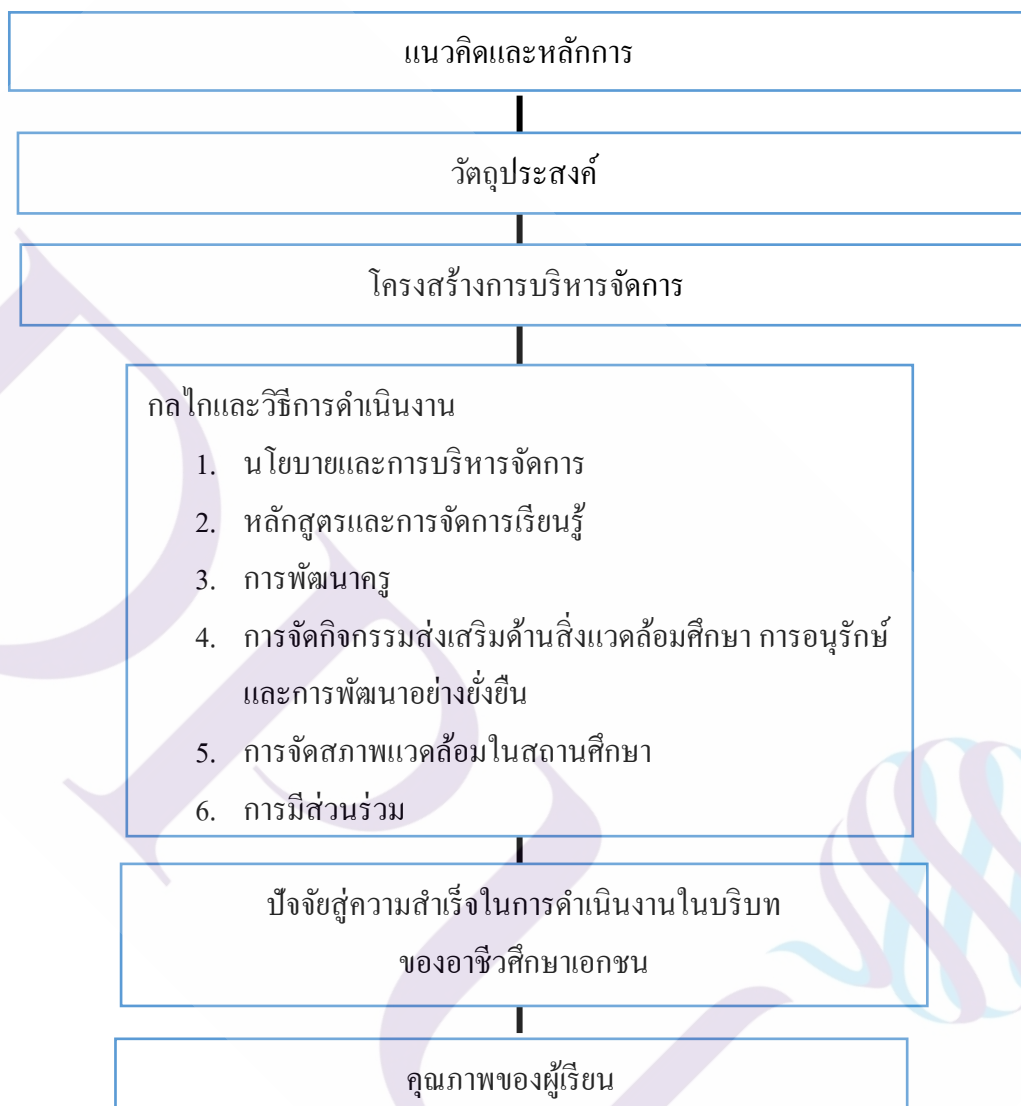 แนวคิดและหลักการ
วัตถุประสงค์
โครงสร้างการบริหารจัดการ
กลไกและวิธีการดำเนินงาน
1. นโยบายและการบริหารจัดการ
2. หลักสูตรและการจัดการเรียนรู้
3. การพัฒนาครู
4. การจัดกิจกรรมส่งเสริมด้านสิ่งแวดล้อมศึกษา การอนุรักษ์
และการพัฒนาอย่างยั่งยืน
5. การจัดสภาพแวดล้อมในสถานศึกษา
6. การมีส่วนร่วม
ปัจจัยสู่ความสำเร็จในการดำเนินงานในบริบท
ของอาชีวศึกษาเอกชน
คุณภาพของผู้เรียน